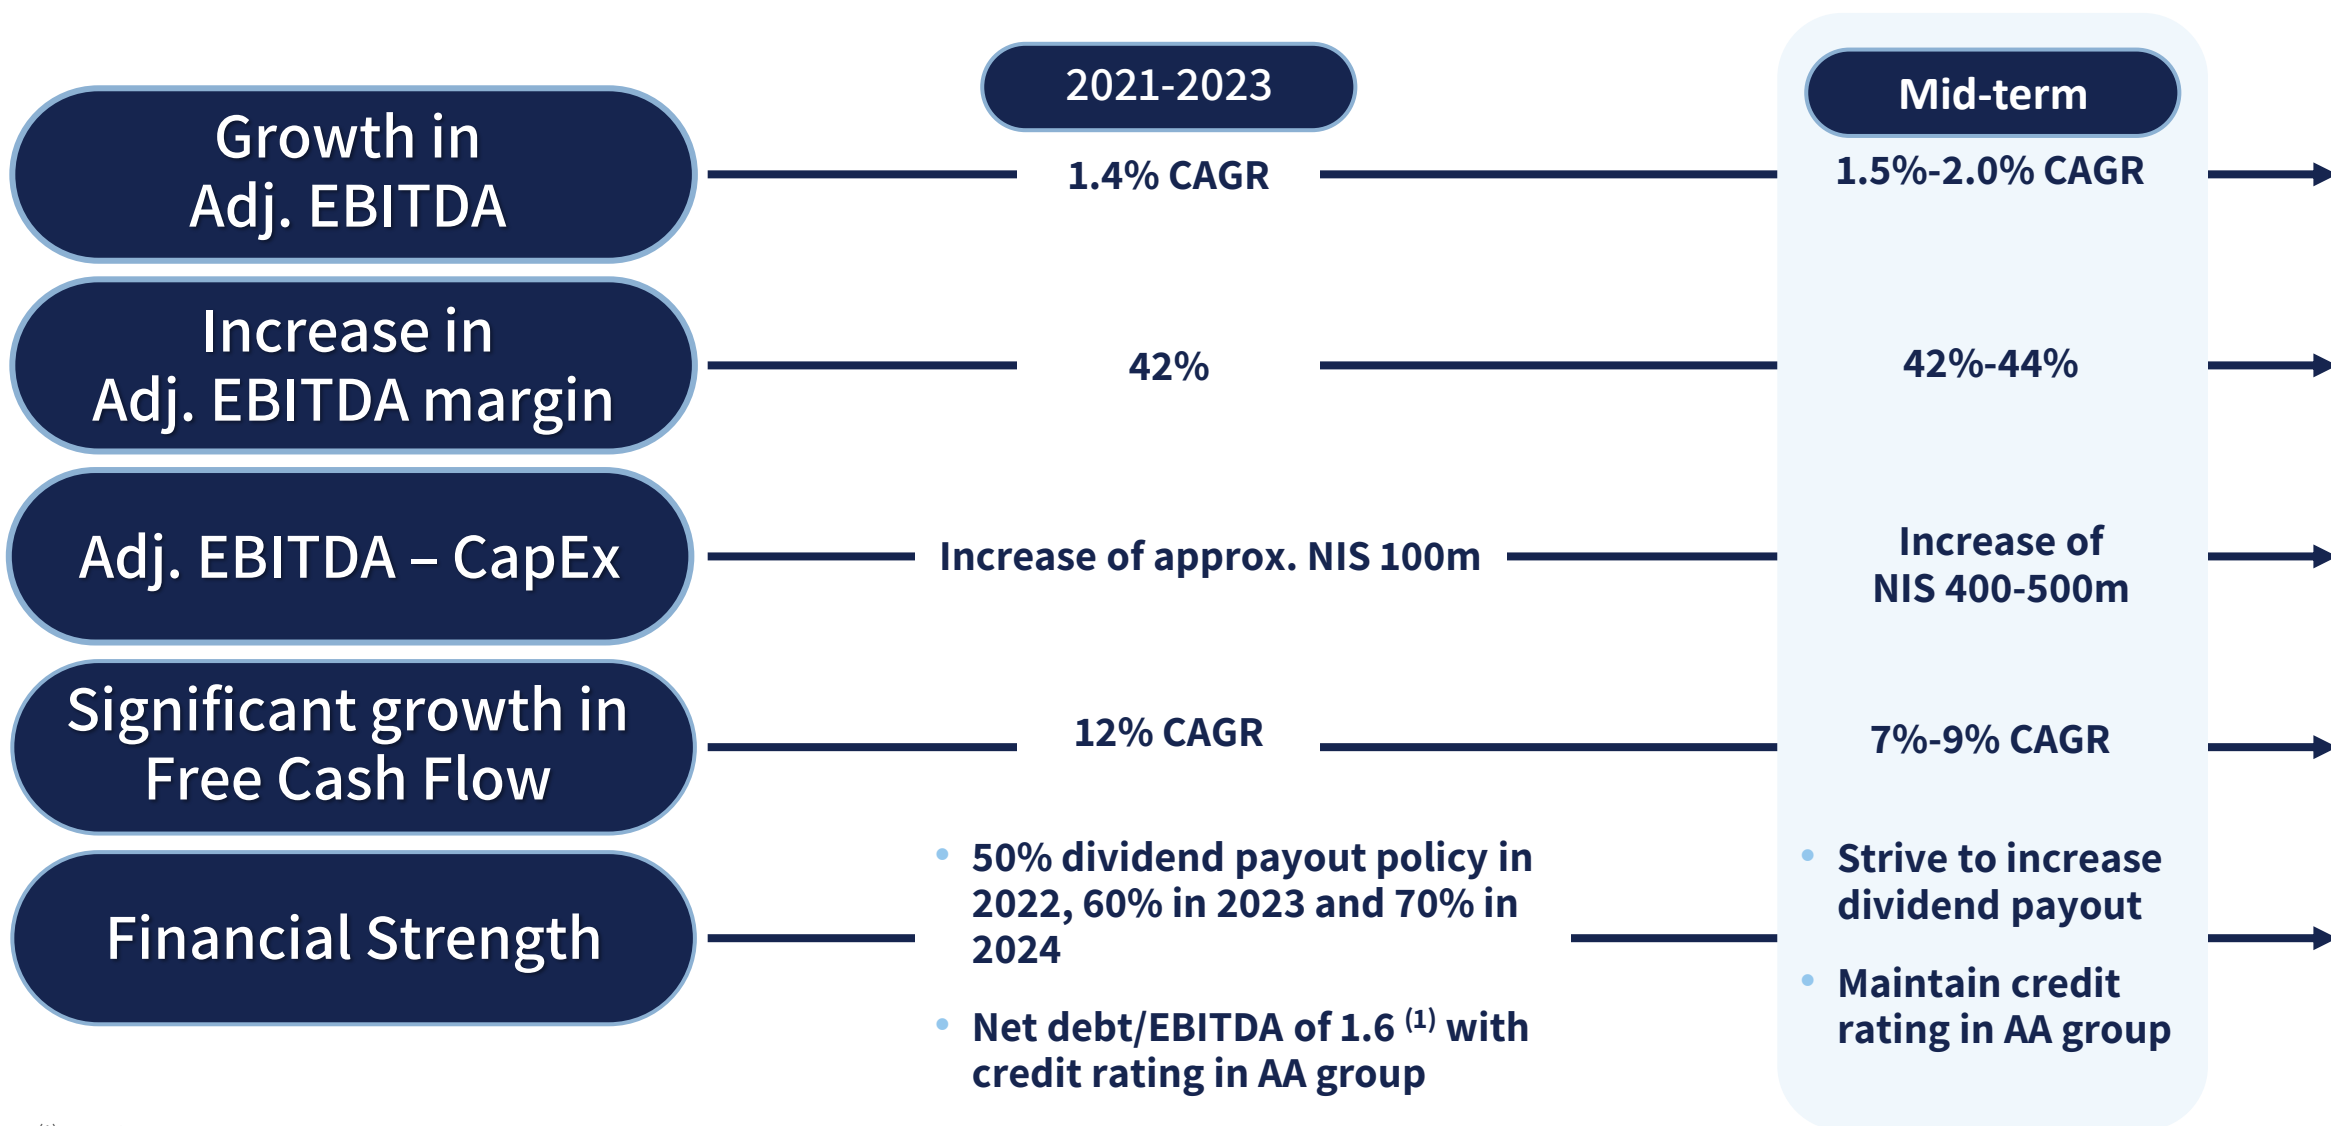 2021-2023
Mid-term
Growth in
Adj. EBITDA
1.4% CAGR
1.5%-2.0% CAGR
Increase in
Adj. EBITDA margin
42%
42%-44%
Adj. EBITDA – CapEx
Increase of approx. NIS 100m
Increase of
NIS 400-500m
Significant growth in
Free Cash Flow
12% CAGR
7%-9% CAGR
Financial Strength
• 50% dividend payout policy in
2022, 60% in 2023 and 70% in
2024
• Net debt/EBITDA of 1.6 (1) with
credit rating in AA group
• Strive to increase
dividend payout
• Maintain credit
rating in AA group